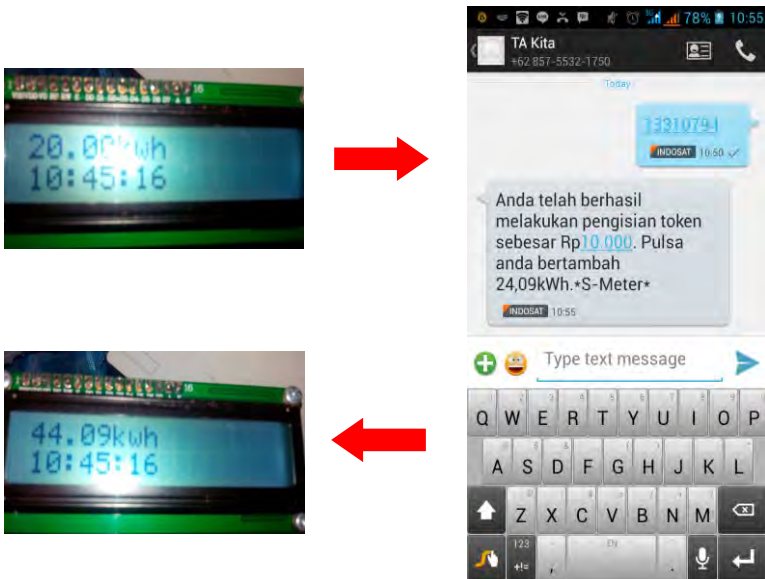 20.00kwh
10:45:16
78% 10:55
TA Kita
+62 857-5532-1750
Today
INDOSAT 10:50
Anda telah berhasil
melakukan pengisian token
sebesar Rp10.000. Pulsa
anda bertambah
24,09kWh.*S-Meter*
INDOSAT 10:55
Type text message
Q W E R T Y U I O P
A S D F G H J K L
Z X C V B N M
123 EN
+!=
44.09kwh
10:45:16